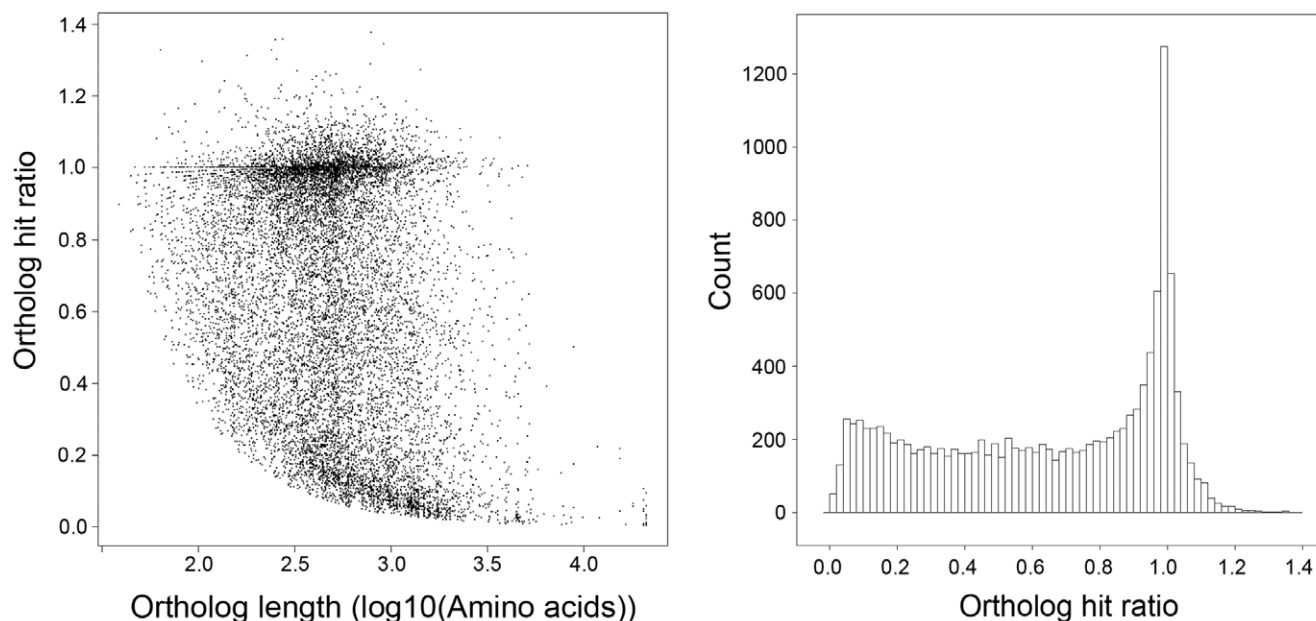 1.4
1.2
1.0
0.8
0.6
0.4
0.2
0.0
Ortholog hit ratio
2.0 2.5 3.0 3.5 4.0
Ortholog length (log10(Amino acids))
1200
1000
800
600
400
200
0
Count
0.0 0.2 0.4 0.6 0.8 1.0 1.2 1.4
Ortholog hit ratio